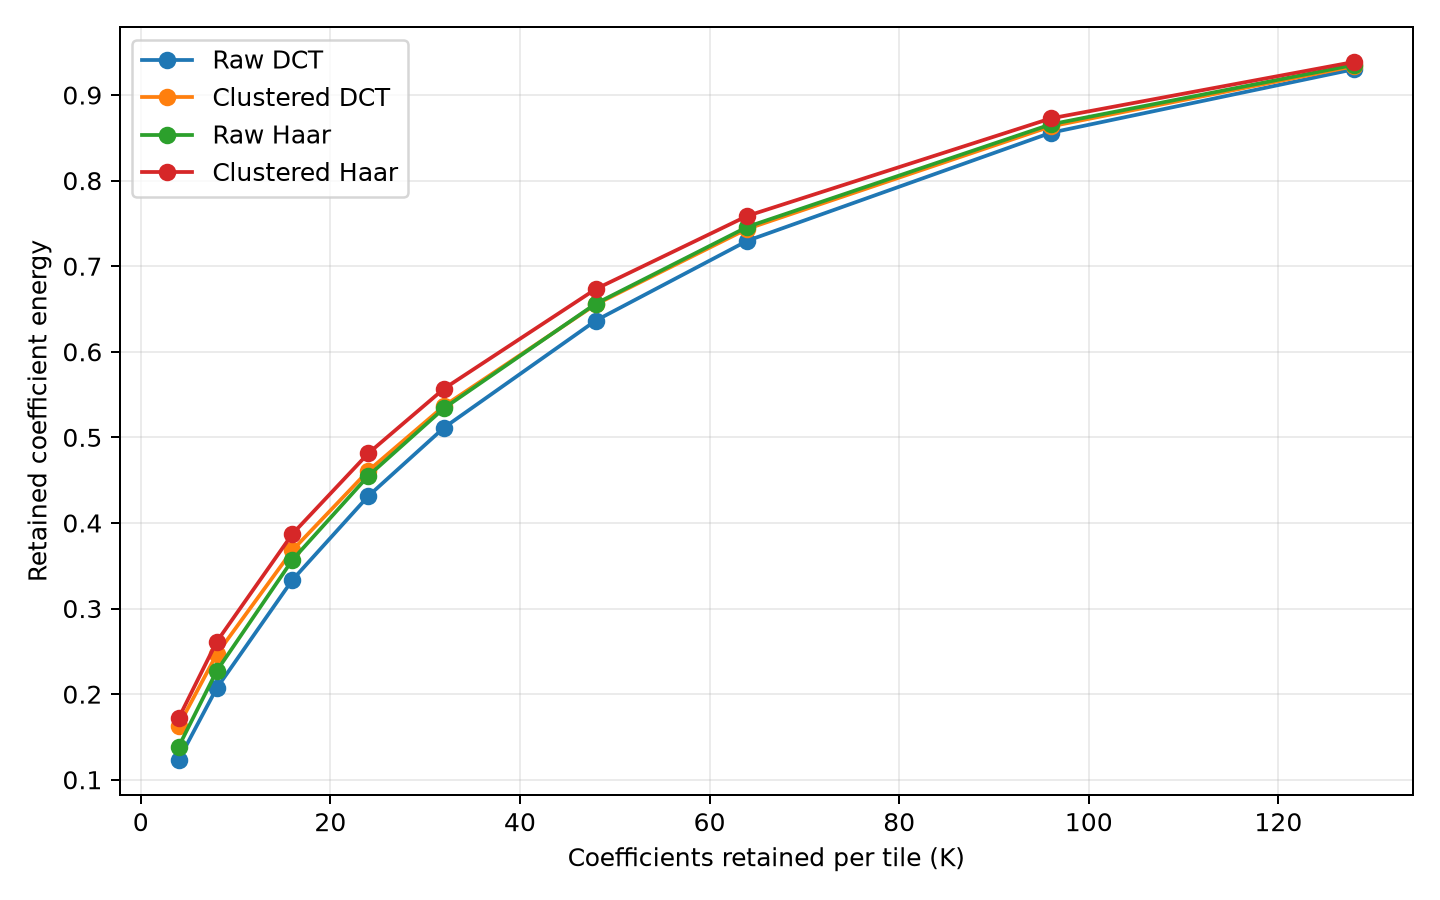 Raw DCT
Clustered DCT
Raw Haar
Clustered Haar
Retained coefficient energy
0.9
0.8
0.7
0.6
0.5
0.4
0.3
0.2
0.1
0 20 40 60 80 100 120
Coefficients retained per tile (K)